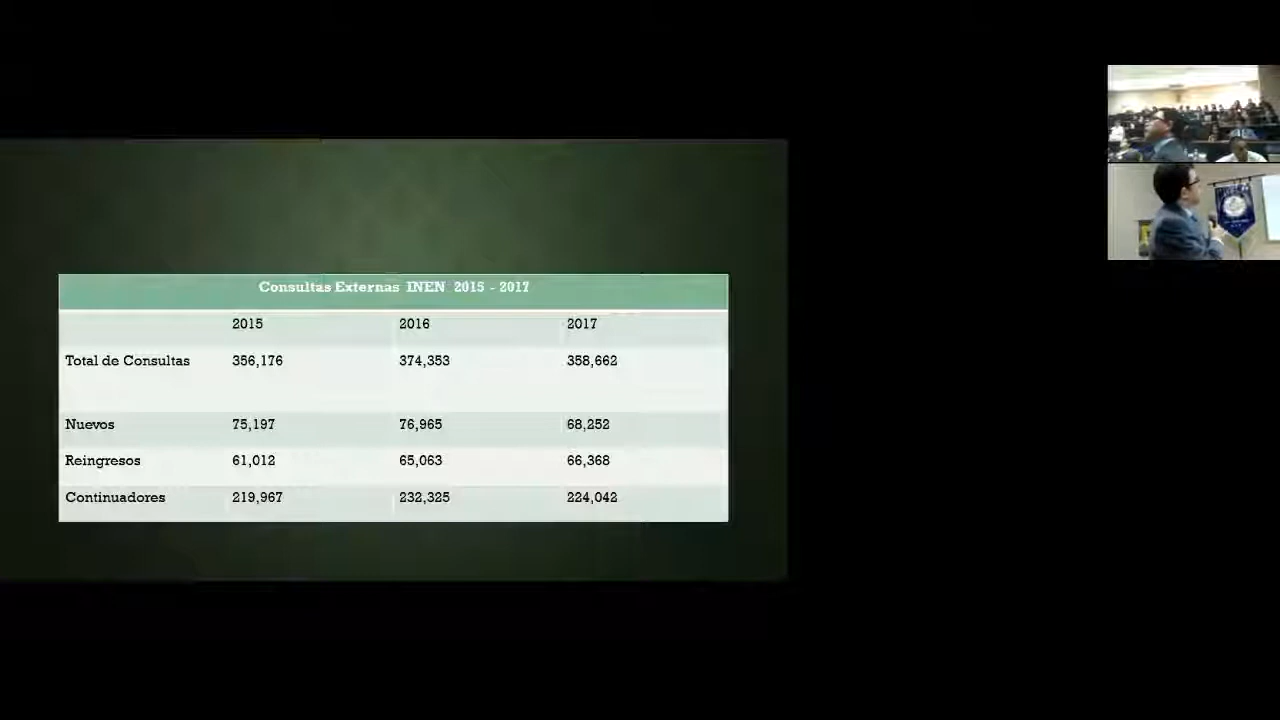 Consultas Externas INEN 2015 - 2017
2015 2016 2017
Total de Consultas 356,176 374,353 358,662
Nuevos 75,197 76,965 68,252
Reingresos 61,012 65,063 66,368
Continuadores 219,967 232,325 224,042